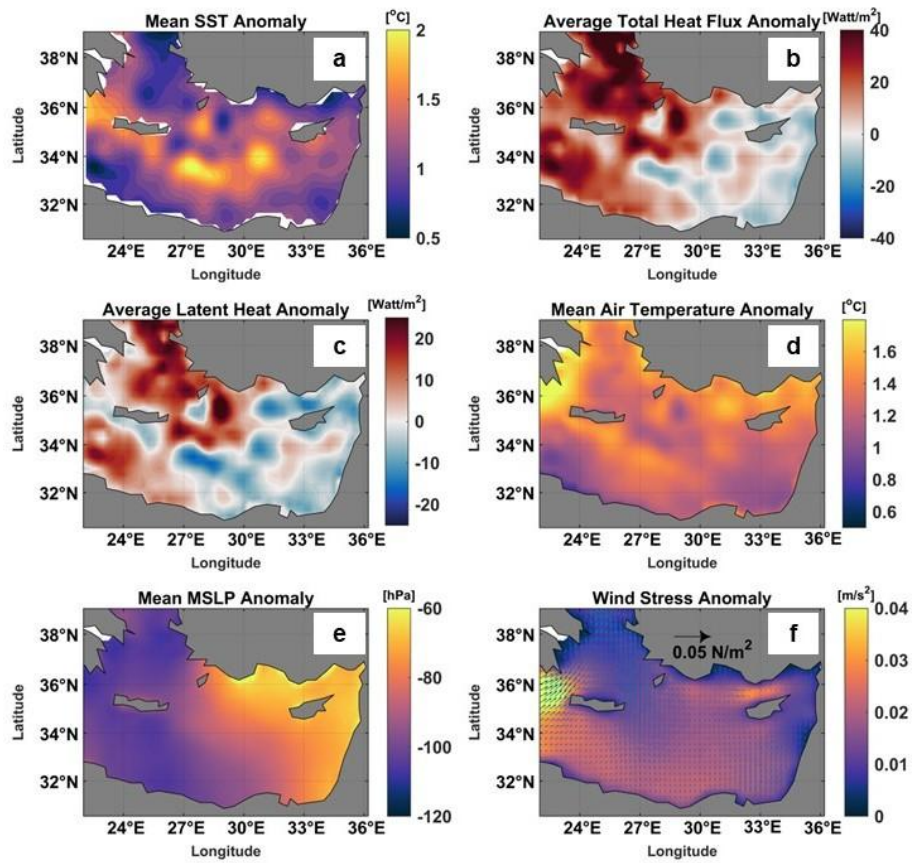 Mean SST Anomaly
[°C]
a
38°N
36°N
34°N
32°N
Latitude
24°E 27°E 30°E 33°E 36°E
Longitude
2
1.5
1
0.5
Average Total Heat Flux Anomaly
[Watt/m²]
b
38°N
36°N
34°N
32°N
Latitude
24°E 27°E 30°E 33°E 36°E
Longitude
40
20
0
-20
-40
Average Latent Heat Anomaly
[Watt/m²]
c
38°N
36°N
34°N
32°N
Latitude
24°E 27°E 30°E 33°E 36°E
Longitude
20
10
0
-10
-20
Mean Air Temperature Anomaly
[°C]
d
38°N
36°N
34°N
32°N
Latitude
24°E 27°E 30°E 33°E 36°E
Longitude
1.6
1.4
1.2
1
0.8
0.6
Mean MSLP Anomaly
[hPa]
e
38°N
36°N
34°N
32°N
Latitude
24°E 27°E 30°E 33°E 36°E
Longitude
-60
-80
-100
-120
Wind Stress Anomaly
[m/s²]
f
0.05 N/m²
38°N
36°N
34°N
32°N
Latitude
24°E 27°E 30°E 33°E 36°E
Longitude
0.04
0.03
0.02
0.01
0